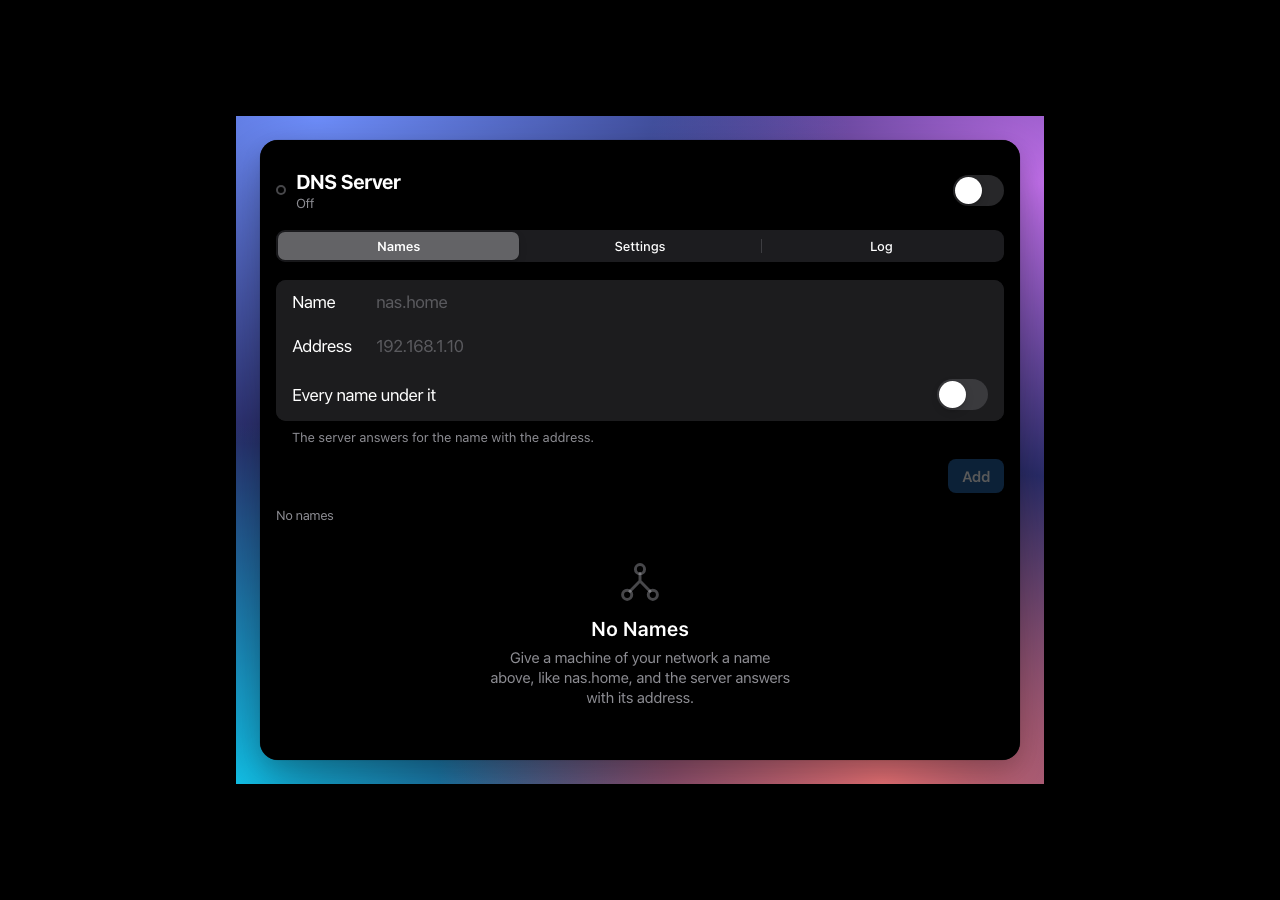 DNS Server
Off
Names
Settings
Log
Name
nas.home
Address
192.168.1.10
Every name under it
The server answers for the name with the address.
Add
No names
No Names
Give a machine of your network a name
above, like nas.home, and the server answers
with its address.